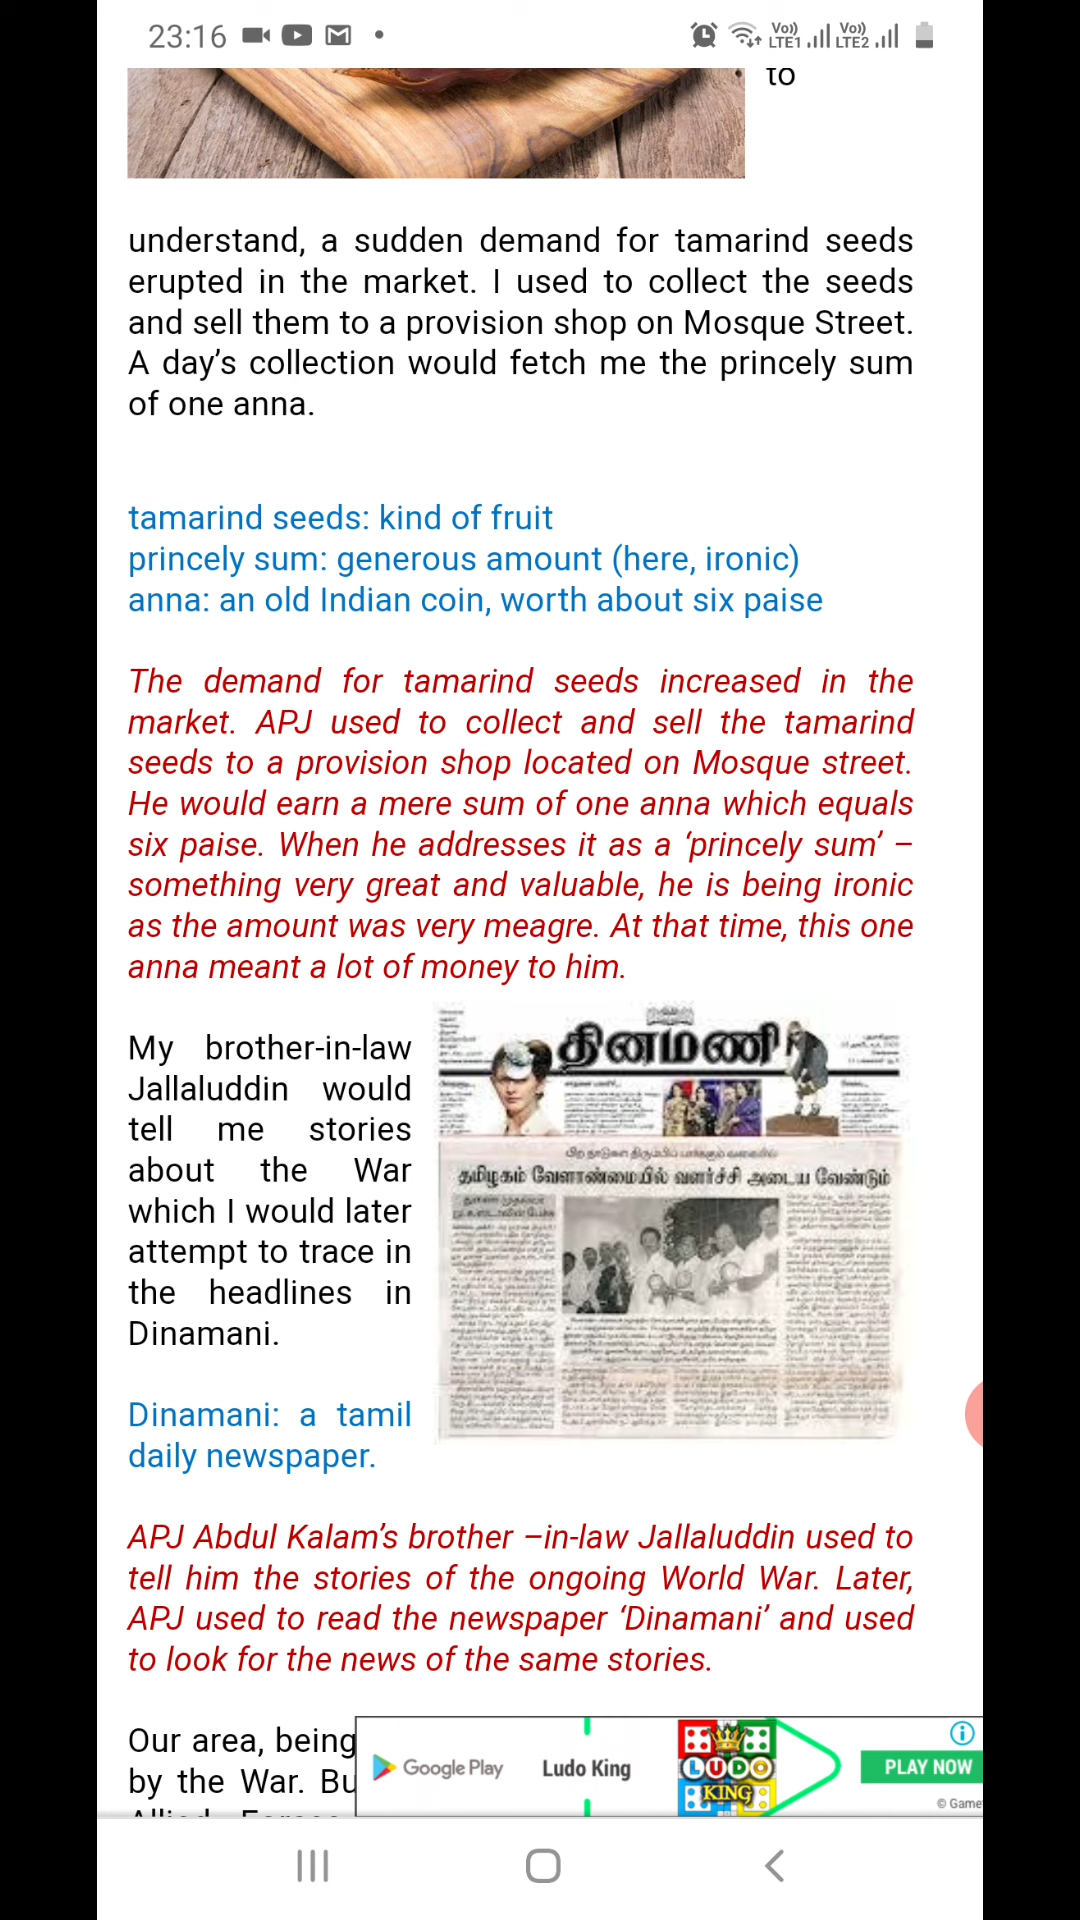 23:16
Vo)) LTE1 Vo)) LTE2
to
understand, a sudden demand for tamarind seeds
erupted in the market. I used to collect the seeds
and sell them to a provision shop on Mosque Street.
A day's collection would fetch me the princely sum
of one anna.
tamarind seeds: kind of fruit
princely sum: generous amount (here, ironic)
anna: an old Indian coin, worth about six paise
The demand for tamarind seeds increased in the
market. APJ used to collect and sell the tamarind
seeds to a provision shop located on Mosque street.
He would earn a mere sum of one anna which equals
six paise. When he addresses it as a ‘princely sum’ –
something very great and valuable, he is being ironic
as the amount was very meagre. At that time, this one
anna meant a lot of money to him.
My brother-in-law
Jallaluddin would
tell me stories
about the War
which I would later
attempt to trace in
the headlines in
Dinamani.
தினமணி
பிற நாடுகள் திரும்பிப் பார்க்கும் வகையில்
தமிழகம் வேளாண்மையில் வளர்ச்சி அடைய வேண்டும்
Dinamani: a tamil
daily newspaper.
APJ Abdul Kalam’s brother –in-law Jallaluddin used to
tell him the stories of the ongoing World War. Later,
APJ used to read the newspaper ‘Dinamani’ and used
to look for the news of the same stories.
Our area, being
by the War. Bu
Google Play
Ludo King
LUDO
KING
PLAY NOW
© Game